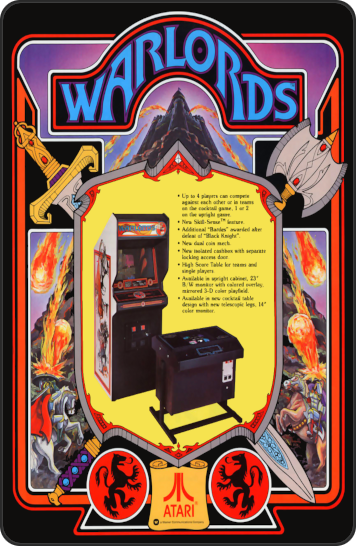 WARLORDS
• Up to 4 players can compete
against each other or in teams
on the cocktail game, 1 or 2
on the upright game.
• New Skill-Sense™ feature.
• Additional "Battles" awarded after
defeat of "Black Knight".
• New dual coin mech.
• New isolated cashbox with separate
locking access door.
• High Score Table for teams and
single players.
• Available in upright cabinet, 23"
B/W monitor with colored overlay,
mirrored 3-D color playfield.
• Available in new cocktail table
design with new telescopic legs, 14"
color monitor.
ATARI®
A Warner Communications Company